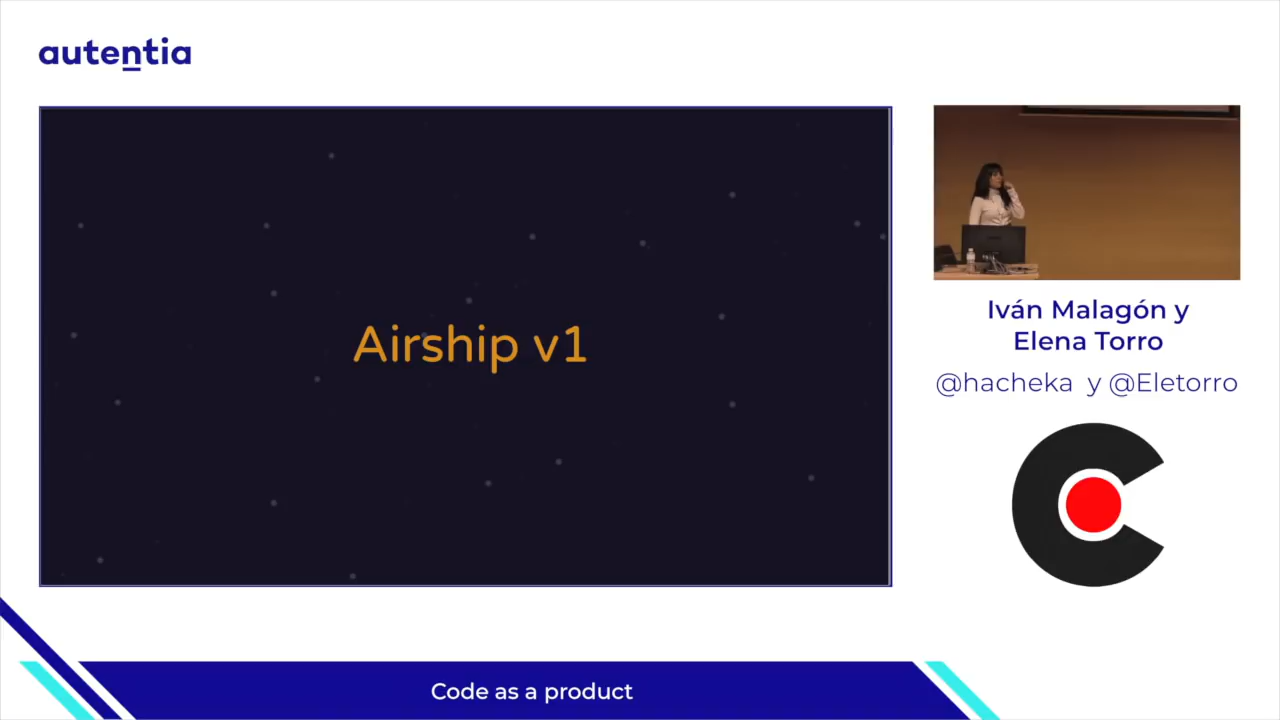 autentia
Airship v1
Iván Malagón y
Elena Torro
@hacheka y @Eletorro
Code as a product